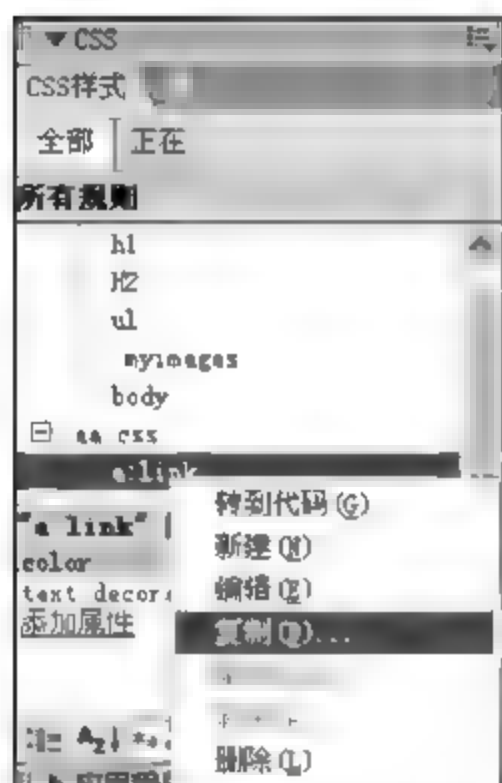 CSS
CSS样式
全部 正在
所有规则
h1
H2
ul
myimages
body
aa css
a:link
转到代码(G)
"a link"
新建(N)
color
编辑(E)
text decor
添加属性
复制(D)...
删除(L)